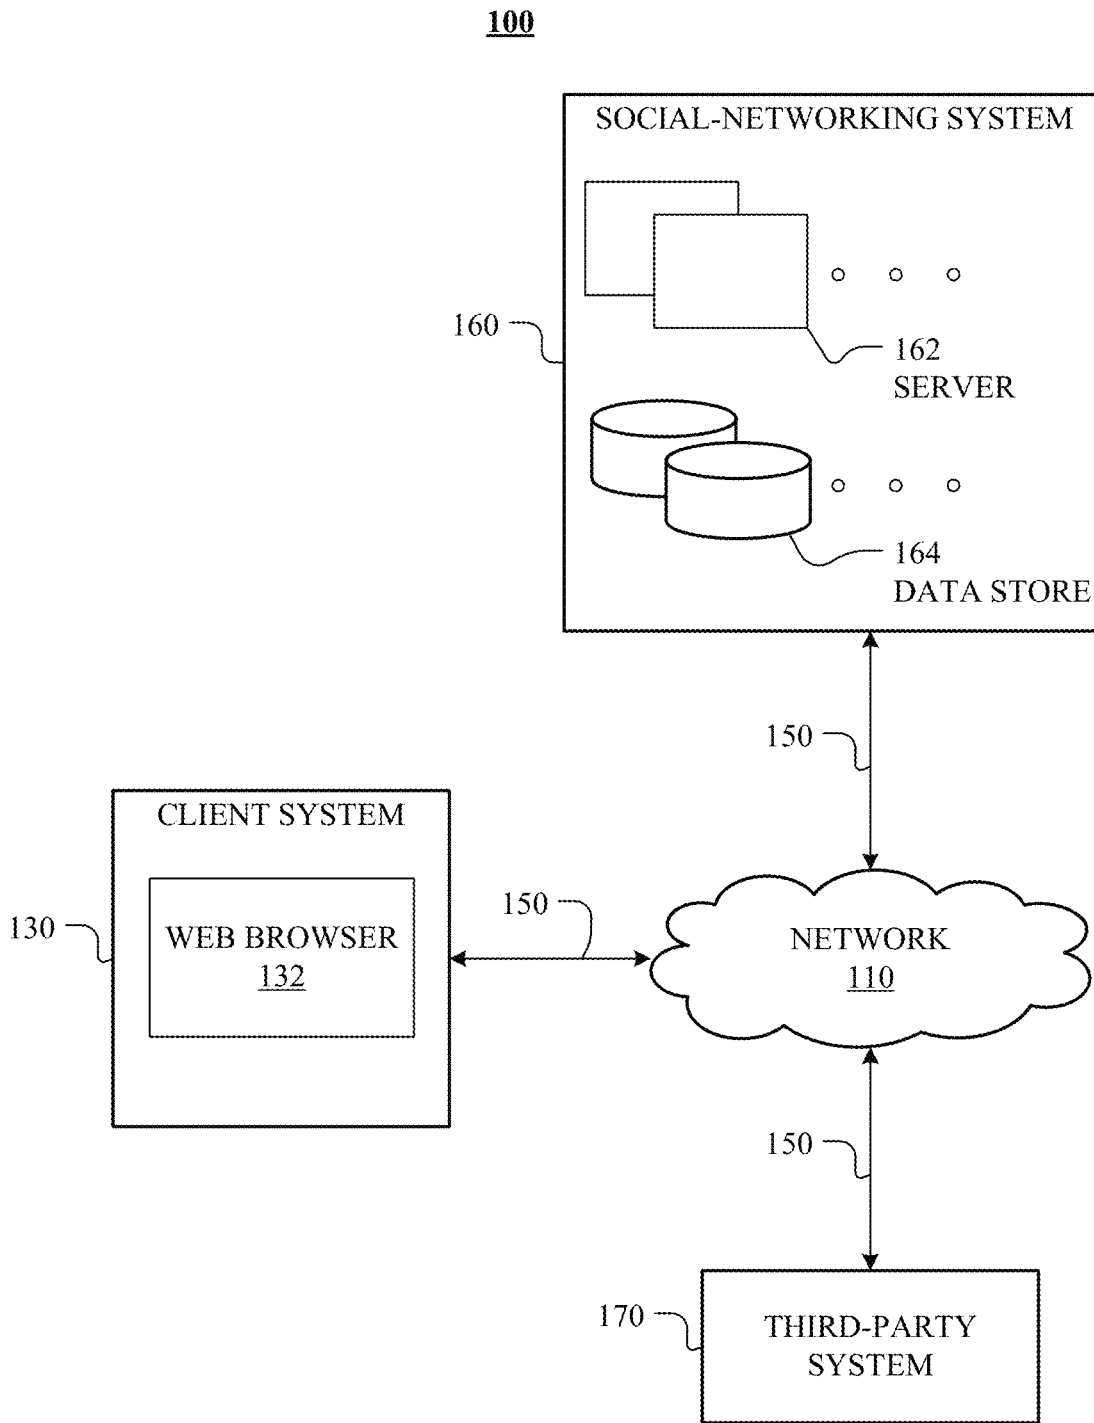 100
SOCIAL-NETWORKING SYSTEM
160
162
SERVER
164
DATA STORE
150
CLIENT SYSTEM
130
WEB BROWSER
132
150
NETWORK
110
150
170
THIRD-PARTY
SYSTEM